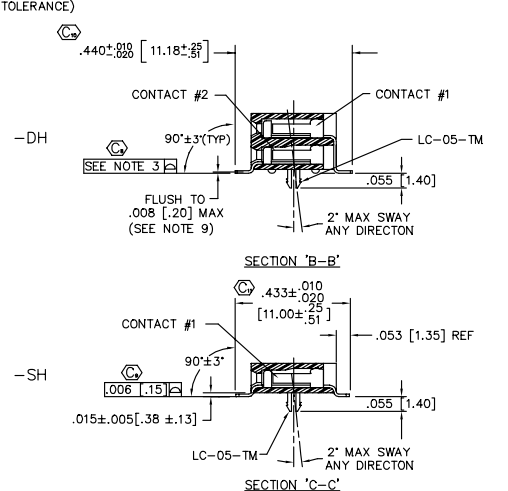 TOLERANCE)
C10
.440±.010/.020 [11.18±.25/.51]
CONTACT #2
CONTACT #1
-DH
90°±3°(TYP)
LC-05-TM
SEE NOTE 3
.055 [1.40]
FLUSH TO
.008 [.20] MAX
(SEE NOTE 9)
2° MAX SWAY
ANY DIRECTON
SECTION 'B-B'
.433±.010/.020
[11.00±.25/.51]
CONTACT #1
.053 [1.35] REF
-SH
90°±3°
.006 [.15]
.055 [1.40]
.015±.005[.38 ±.13]
LC-05-TM
2° MAX SWAY
ANY DIRECTON
SECTION 'C-C'